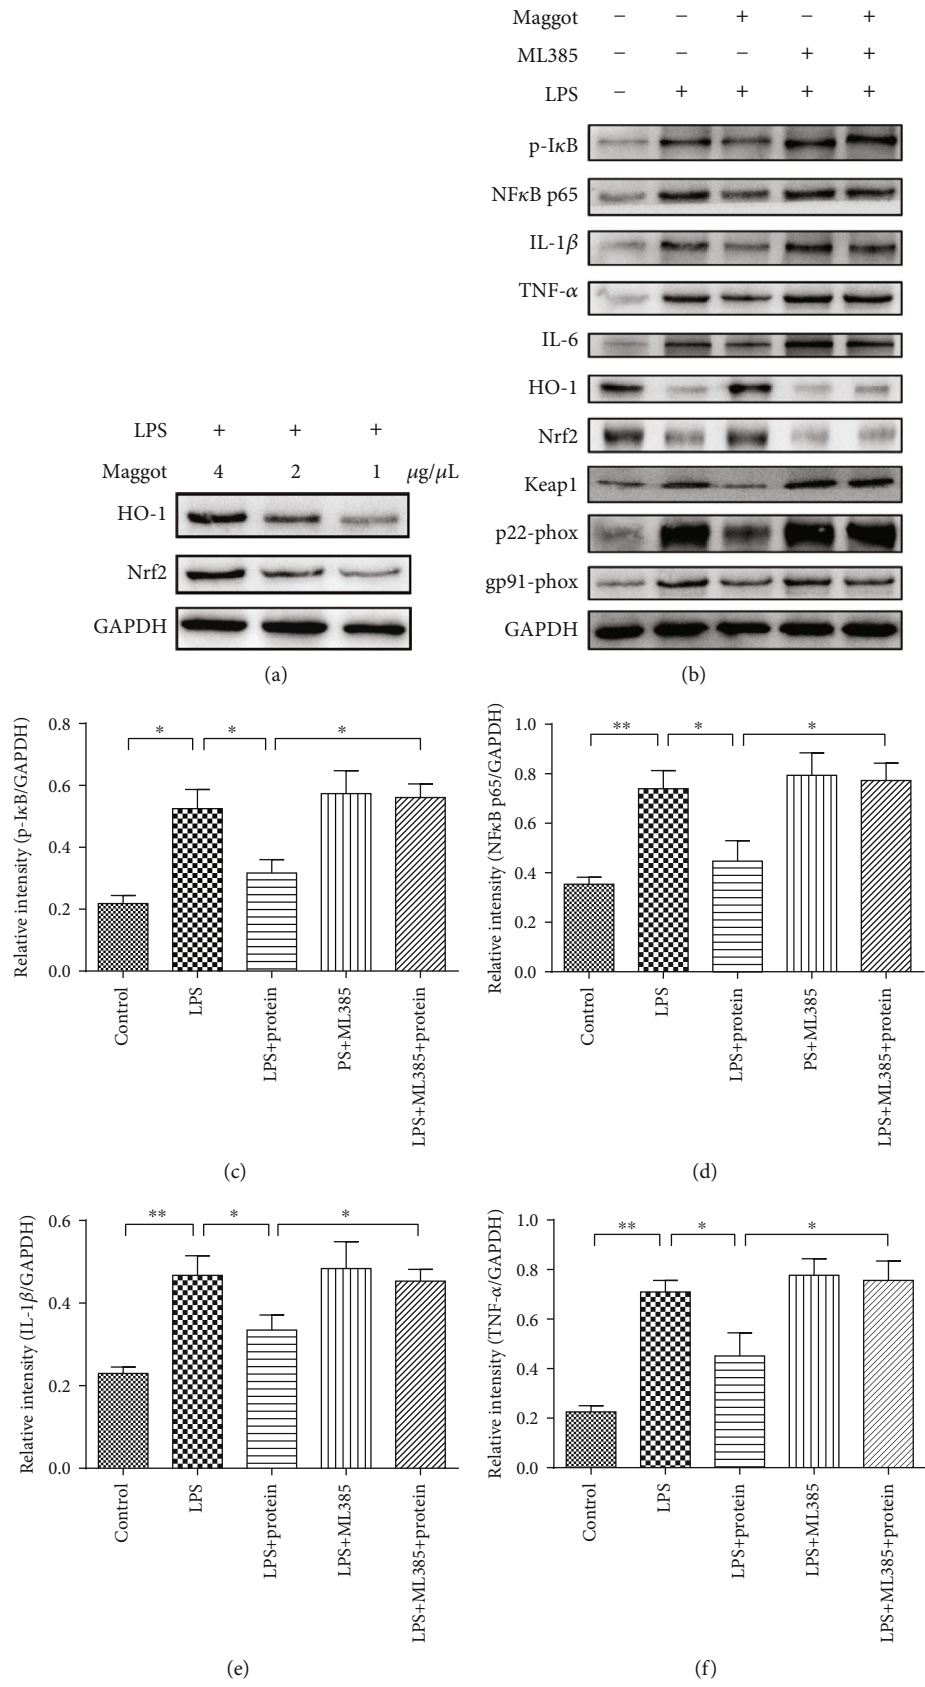 Maggot − − + − +
ML385 − − − + +
LPS − + + + +
p-IκB
NFκB p65
IL-1β
TNF-α
IL-6
HO-1
Nrf2
Keap1
p22-phox
gp91-phox
GAPDH
(b)
LPS + + +
Maggot 4 2 1 μg/μL
HO-1
Nrf2
GAPDH
(a)
Relative intensity (p-IκB/GAPDH)
0.8
0.6
0.4
0.2
0.0
* * *
Control
LPS
LPS+protein
PS+ML385
LPS+ML385+protein
(c)
Relative intensity (NFκB p65/GAPDH)
1.0
0.8
0.6
0.4
0.2
0.0
** * *
Control
LPS
LPS+protein
PS+ML385
LPS+ML385+protein
(d)
Relative intensity (IL-1β/GAPDH)
0.6
0.4
0.2
0.0
** * *
Control
LPS
LPS+protein
LPS+ML385
LPS+ML385+protein
(e)
Relative intensity (TNF-α/GAPDH)
1.0
0.8
0.6
0.4
0.2
0.0
** * *
Control
LPS
LPS+protein
LPS+ML385
LPS+ML385+protein
(f)